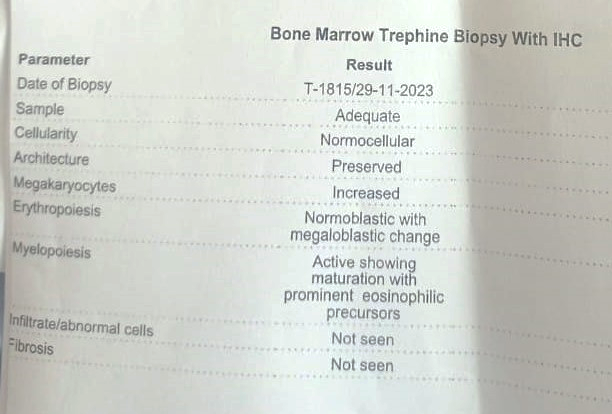 Bone Marrow Trephine Biopsy With IHC
Parameter Result
Date of Biopsy T-1815/29-11-2023
Sample Adequate
Cellularity Normocellular
Architecture Preserved
Megakaryocytes Increased
Erythropoiesis Normoblastic with
megaloblastic change
Myelopoiesis Active showing
maturation with
prominent eosinophilic
precursors
Infiltrate/abnormal cells Not seen
Fibrosis Not seen